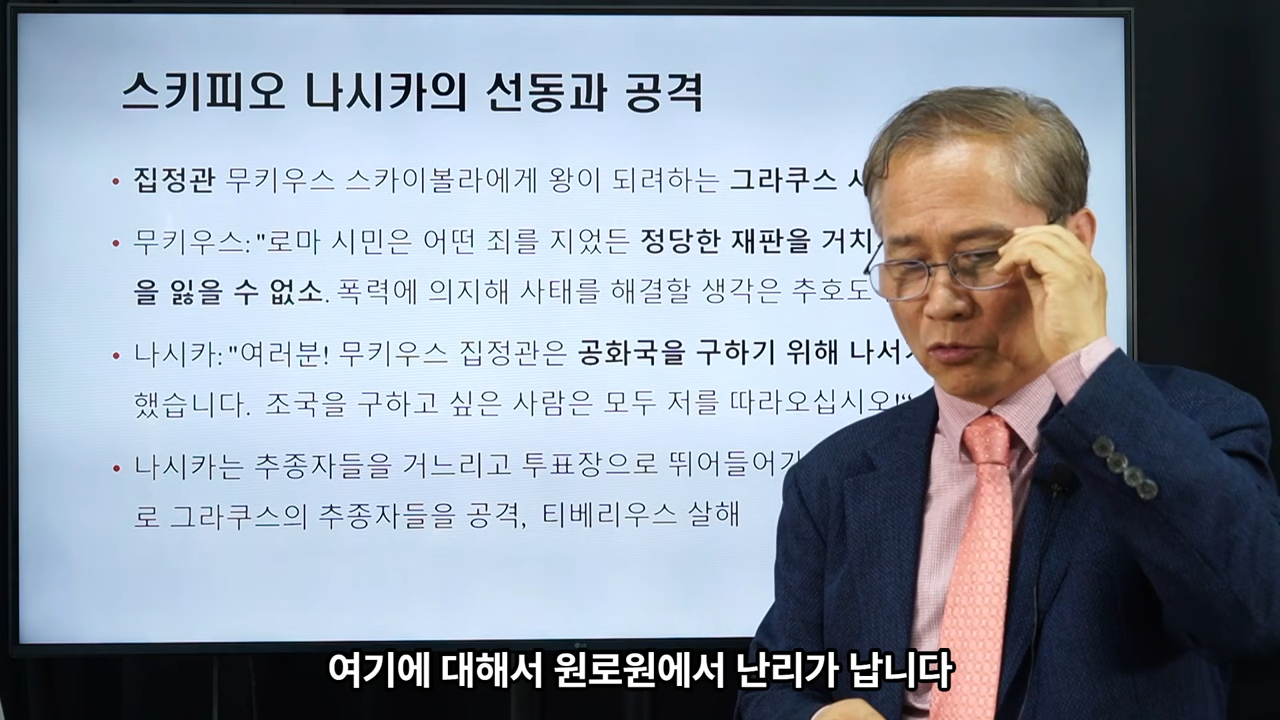 스키피오 나시카의 선동과 공격
• 집정관 무키우스 스카이볼라에게 왕이 되려하는 그라쿠스
• 무키우스: "로마 시민은 어떤 죄를 지었든 정당한 재판을 거치
을 잃을 수 없소. 폭력에 의지해 사태를 해결할 생각은 추호도
• 나시카: "여러분! 무키우스 집정관은 공화국을 구하기 위해 나서
했습니다. 조국을 구하고 싶은 사람은 모두 저를 따라오십시오!"
• 나시카는 추종자들을 거느리고 투표장으로 뛰어들어가
로 그라쿠스의 추종자들을 공격, 티베리우스 살해
여기에 대해서 원로원에서 난리가 납니다